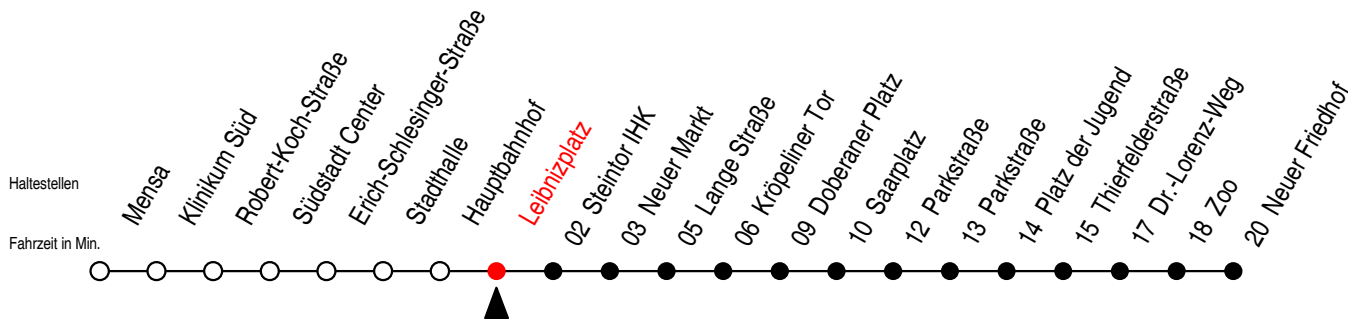 Haltestellen
Mensa
Klinikum Süd
Robert-Koch-Straße
Südstadt Center
Erich-Schlesinger-Straße
Stadthalle
Hauptbahnhof
Leibnizplatz
02 Steintor IHK
03 Neuer Markt
05 Lange Straße
06 Kröpeliner Tor
09 Doberaner Platz
10 Saarplatz
12 Parkstraße
13 Parkstraße
14 Platz der Jugend
15 Thierfelderstraße
17 Dr.-Lorenz-Weg
18 Zoo
20 Neuer Friedhof
Fahrzeit in Min.